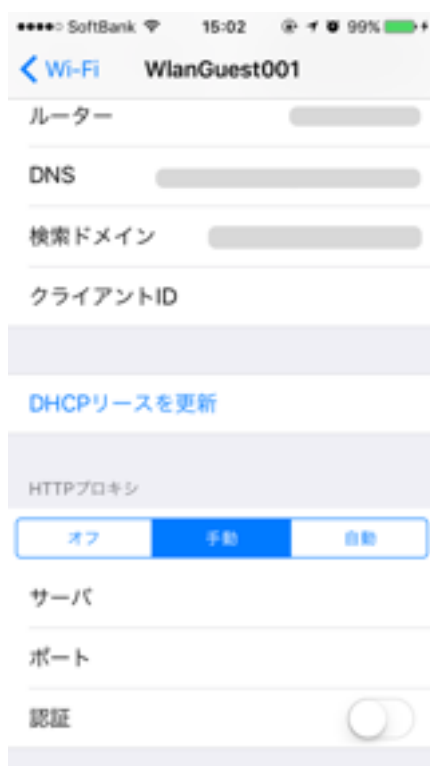 SoftBank 15:02 99%
Wi-Fi WlanGuest001
ルーター
DNS
検索ドメイン
クライアントID
DHCPリースを更新
HTTPプロキシ
オフ 手動 自動
サーバ
ポート
認証